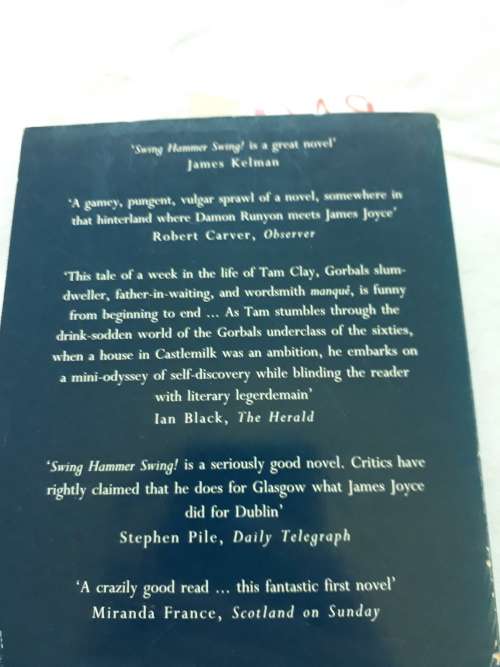 'Swing Hammer Swing! is a great novel'
James Kelman
'A gamey, pungent, vulgar sprawl of a novel, somewhere in
that hinterland where Damon Runyon meets James Joyce'
Robert Carver, Observer
'This tale of a week in the life of Tam Clay, Gorbals slum-
dweller, father-in-waiting, and wordsmith manqué, is funny
from beginning to end ... As Tam stumbles through the
drink-sodden world of the Gorbals underclass of the sixties,
when a house in Castlemilk was an ambition, he embarks on
a mini-odyssey of self-discovery while blinding the reader
with literary legerdemain'
Ian Black, The Herald
'Swing Hammer Swing! is a seriously good novel. Critics have
rightly claimed that he does for Glasgow what James Joyce
did for Dublin'
Stephen Pile, Daily Telegraph
'A crazily good read ... this fantastic first novel'
Miranda France, Scotland on Sunday